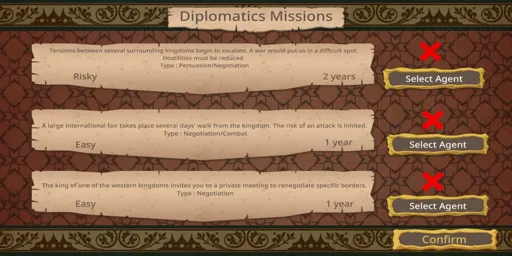 Diplomatics Missions
Tensions between several surrounding kingdoms begin to escalate. A war would put us in a difficult spot.
Hostilities must be reduced
Type : Persuasion/Negotiation
Risky
2 years
Select Agent
A large international fair takes place several days' walk from the kingdom. The risk of an attack is limited.
Type : Negotiation/Combut
Easy
1 year
Select Agent
The king of one of the western kingdoms invites you to a private meeting to renegotiate specific borders.
Type : Negotiation
Easy
1 year
Select Agent
Confirm